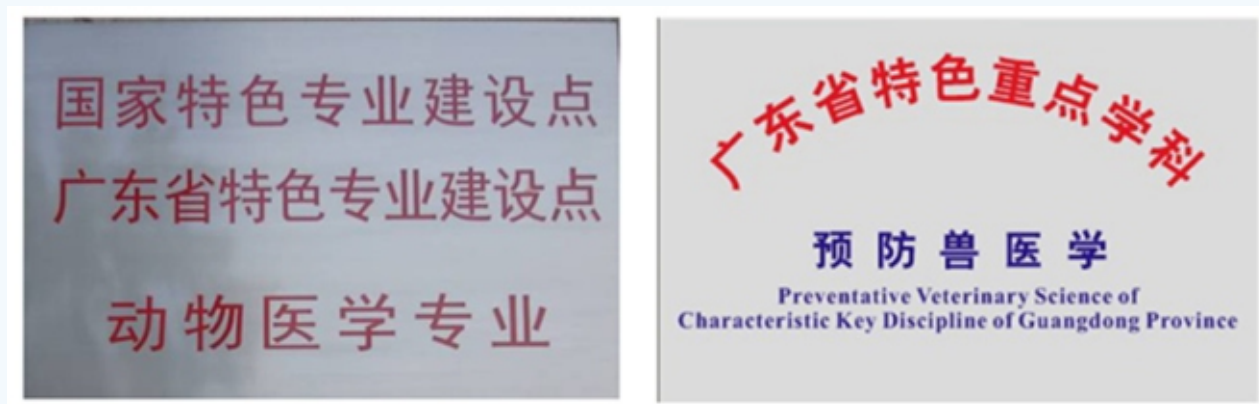 国家特色专业建设点
广东省特色专业建设点
动物医学专业
广东省特色重点学科
预防兽医学
Preventative Veterinary Science of
Characteristic Key Discipline of Guangdong Province